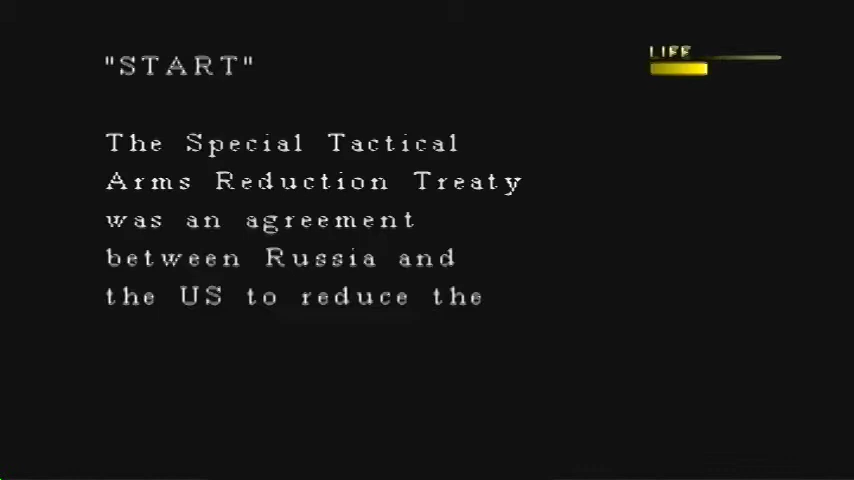 "START"
LIFE
The Special Tactical
Arms Reduction Treaty
was an agreement
between Russia and
the US to reduce the